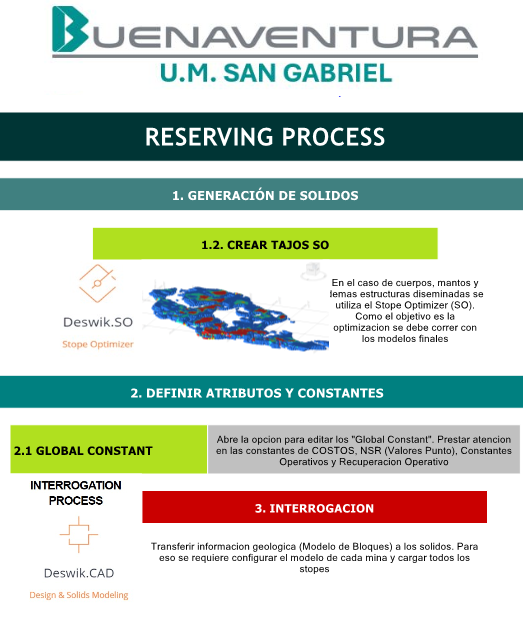 BUENAVENTURA
U.M. SAN GABRIEL
RESERVING PROCESS
1. GENERACIÓN DE SOLIDOS
1.2. CREAR TAJOS SO
Deswik.SO
Stope Optimizer
En el caso de cuerpos, mantos y
lemas estructuras diseminadas se
utiliza el Stope Optimizer (SO).
Como el objetivo es la
optimizacion se debe correr con
los modelos finales
2. DEFINIR ATRIBUTOS Y CONSTANTES
2.1 GLOBAL CONSTANT
Abre la opcion para editar los "Global Constant". Prestar atencion
en las constantes de COSTOS, NSR (Valores Punto), Constantes
Operativos y Recuperacion Operativo
INTERROGATION
PROCESS
Deswik.CAD
Design & Solids Modeling
3. INTERROGACION
Transferir informacion geologica (Modelo de Bloques) a los solidos. Para
eso se requiere configurar el modelo de cada mina y cargar todos los
stopes